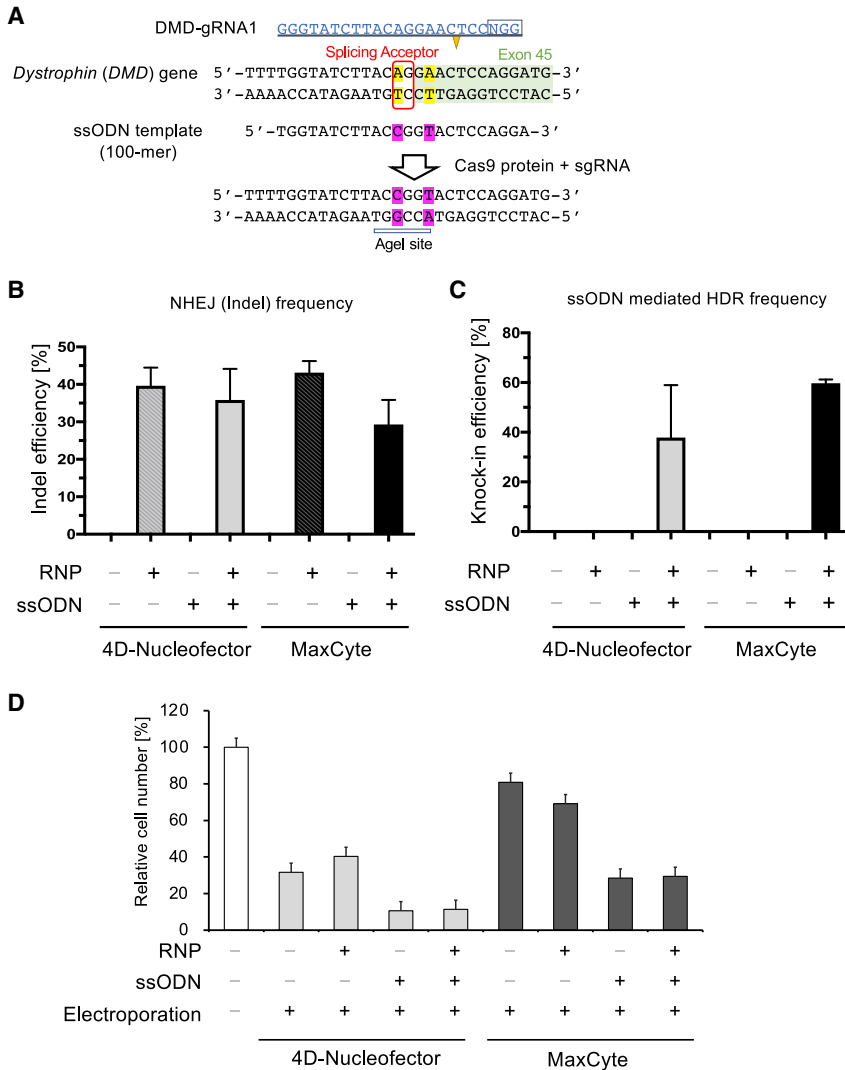 A
DMD-gRNA1 GGGTATCTTACAGGAACTCCNGG
Splicing Acceptor Exon 45
Dystrophin (DMD) gene 5′-TTTTGGTATCTTACAGGAACTCCAGGATG-3′
3′-AAAACCATAGAATGTCCTTGAGGTCCTAC-5′
ssODN template (100-mer) 5′-TGGTATCTTACCGGTACTCCAGGA-3′
Cas9 protein + sgRNA
5′-TTTTGGTATCTTACCGGTACTCCAGGATG-3′
3′-AAAACCATAGAATGGCCATGAGGTCCTAC-5′
AgeI site
B
NHEJ (Indel) frequency
Indel efficiency [%]
50
40
30
20
10
0
RNP – + – + – + – +
ssODN – – + + – – + +
4D-Nucleofector MaxCyte
C
ssODN mediated HDR frequency
Knock-in efficiency [%]
80
60
40
20
0
RNP – + – + – + – +
ssODN – – + + – – + +
4D-Nucleofector MaxCyte
D
Relative cell number [%]
120
100
80
60
40
20
0
RNP – – + – + – + – +
ssODN – – – + + – – + +
Electroporation – + + + + + + + +
4D-Nucleofector MaxCyte